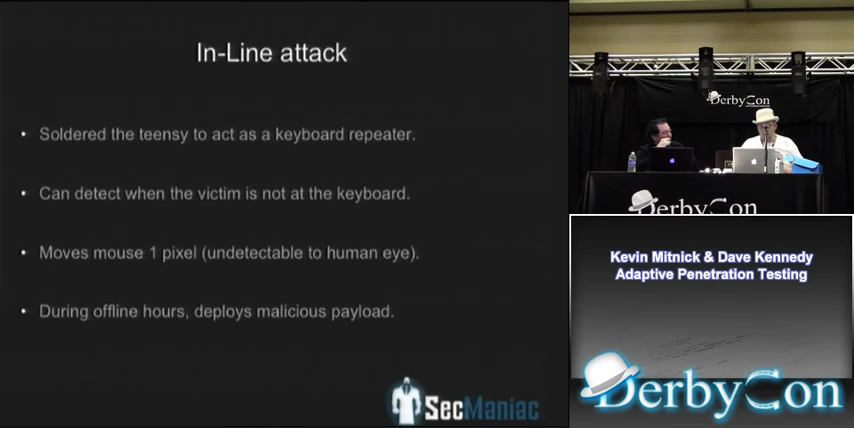 In-Line attack
• Soldered the teensy to act as a keyboard repeater.
• Can detect when the victim is not at the keyboard.
• Moves mouse 1 pixel (undetectable to human eye).
• During offline hours, deploys malicious payload.
SecManiac
DerbyCon
DerbyCon
Kevin Mitnick & Dave Kennedy
Adaptive Penetration Testing
DerbyCon